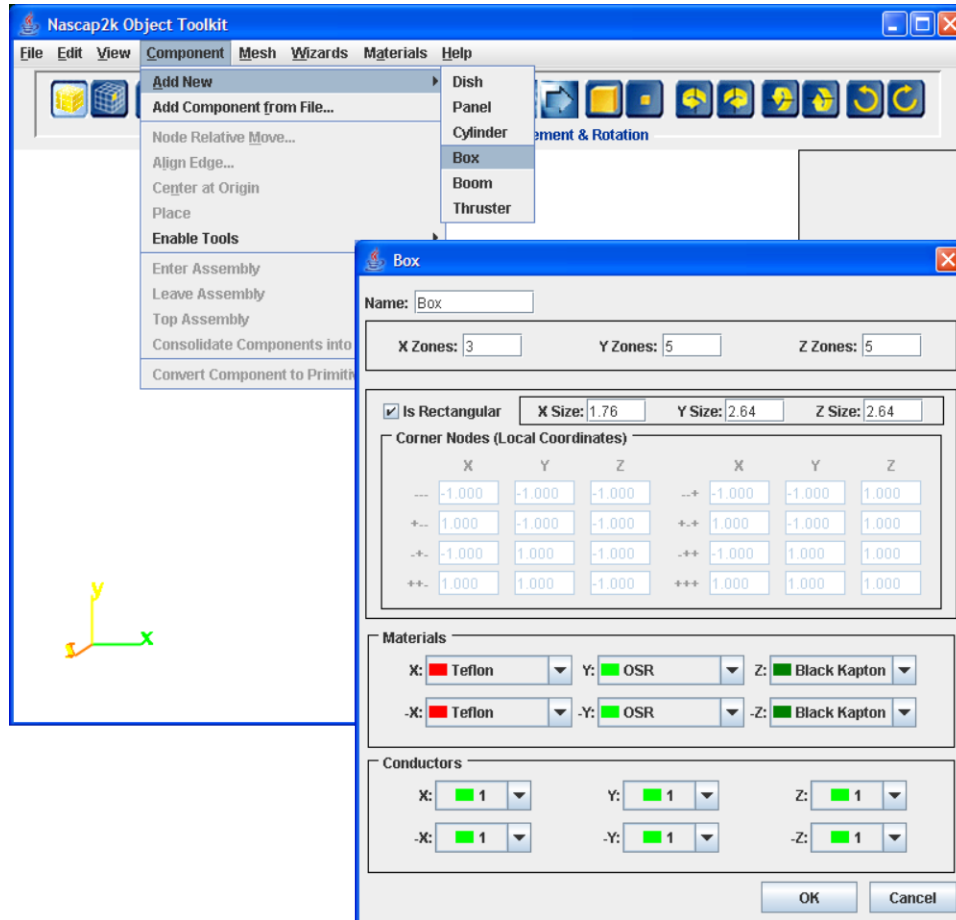 Nascap2k Object Toolkit
File Edit View Component Mesh Wizards Materials Help
Add New
Add Component from File...
Node Relative Move...
Align Edge...
Center at Origin
Place
Enable Tools
Enter Assembly
Leave Assembly
Top Assembly
Consolidate Components into
Convert Component to Primitiv
Dish
Panel
Cylinder
Box
Boom
Thruster
ement & Rotation
y
x
z
Box
Name: Box
X Zones: 3 Y Zones: 5 Z Zones: 5
Is Rectangular X Size: 1.76 Y Size: 2.64 Z Size: 2.64
Corner Nodes (Local Coordinates)
X Y Z X Y Z
--- -1.000 -1.000 -1.000 --+ -1.000 -1.000 1.000
+-- 1.000 -1.000 -1.000 +-+ 1.000 -1.000 1.000
-+- -1.000 1.000 -1.000 -++ -1.000 1.000 1.000
++- 1.000 1.000 -1.000 +++ 1.000 1.000 1.000
Materials
X: Teflon Y: OSR Z: Black Kapton
-X: Teflon -Y: OSR -Z: Black Kapton
Conductors
X: 1 Y: 1 Z: 1
-X: 1 -Y: 1 -Z: 1
OK Cancel